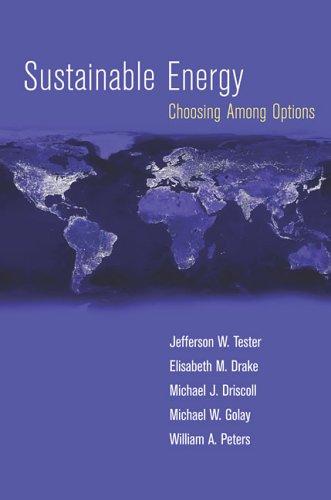 Sustainable Energy
Choosing Among Options
Jefferson W. Tester
Elisabeth M. Drake
Michael J. Driscoll
Michael W. Golay
William A. Peters